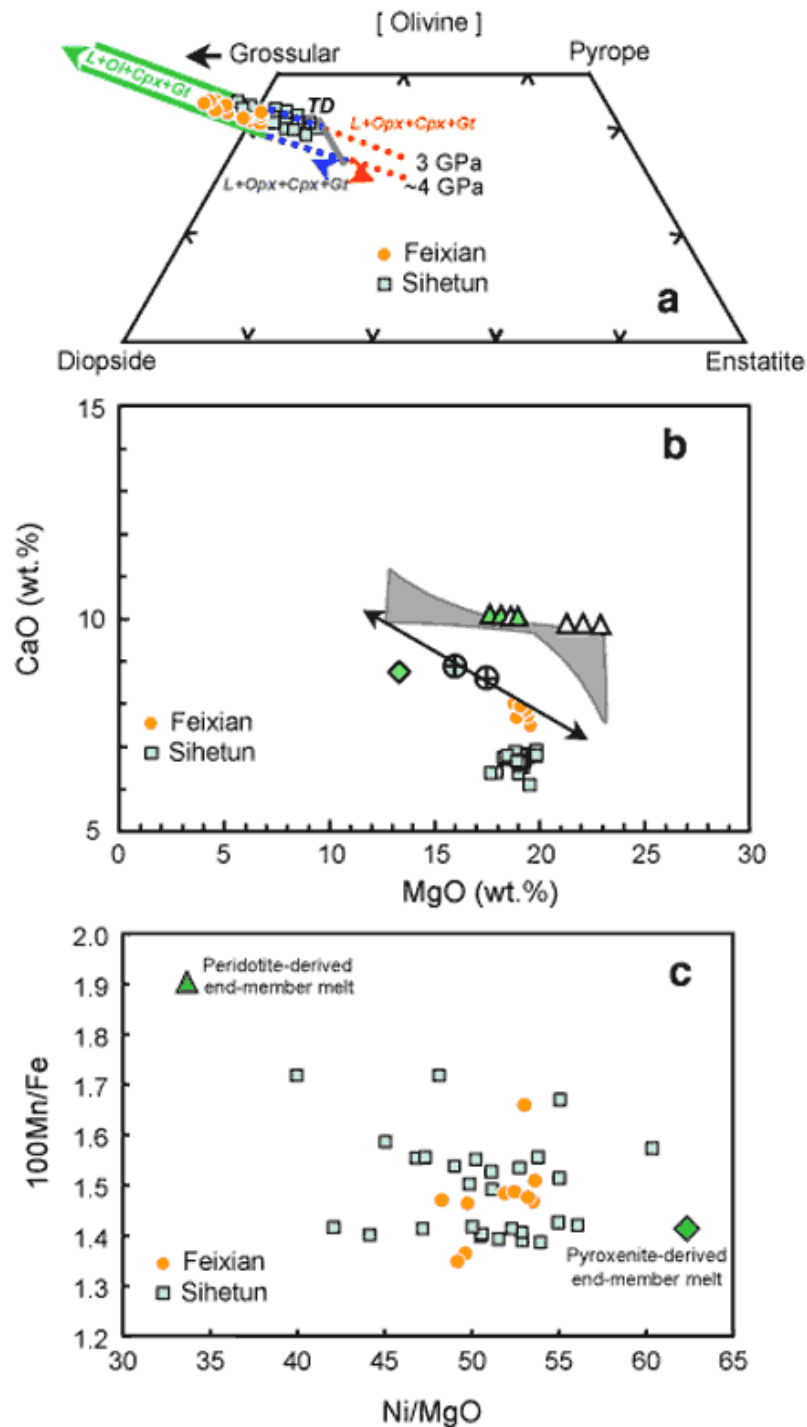 [ Olivine ]
Grossular
Pyrope
L+Ol+Cpx+Gt
TD
L+Opx+Cpx+Gt
3 GPa
~4 GPa
L+Opx+Cpx+Gt
Feixian
Sihetun
a
Diopside
Enstatite
15
b
CaO (wt.%)
10
Feixian
Sihetun
5
0 5 10 15 20 25 30
MgO (wt.%)
2.0
Peridotite-derived
end-member melt
c
1.9
1.8
1.7
100Mn/Fe
1.6
1.5
1.4
Pyroxenite-derived
end-member melt
Feixian
Sihetun
1.3
1.2
30 35 40 45 50 55 60 65
Ni/MgO